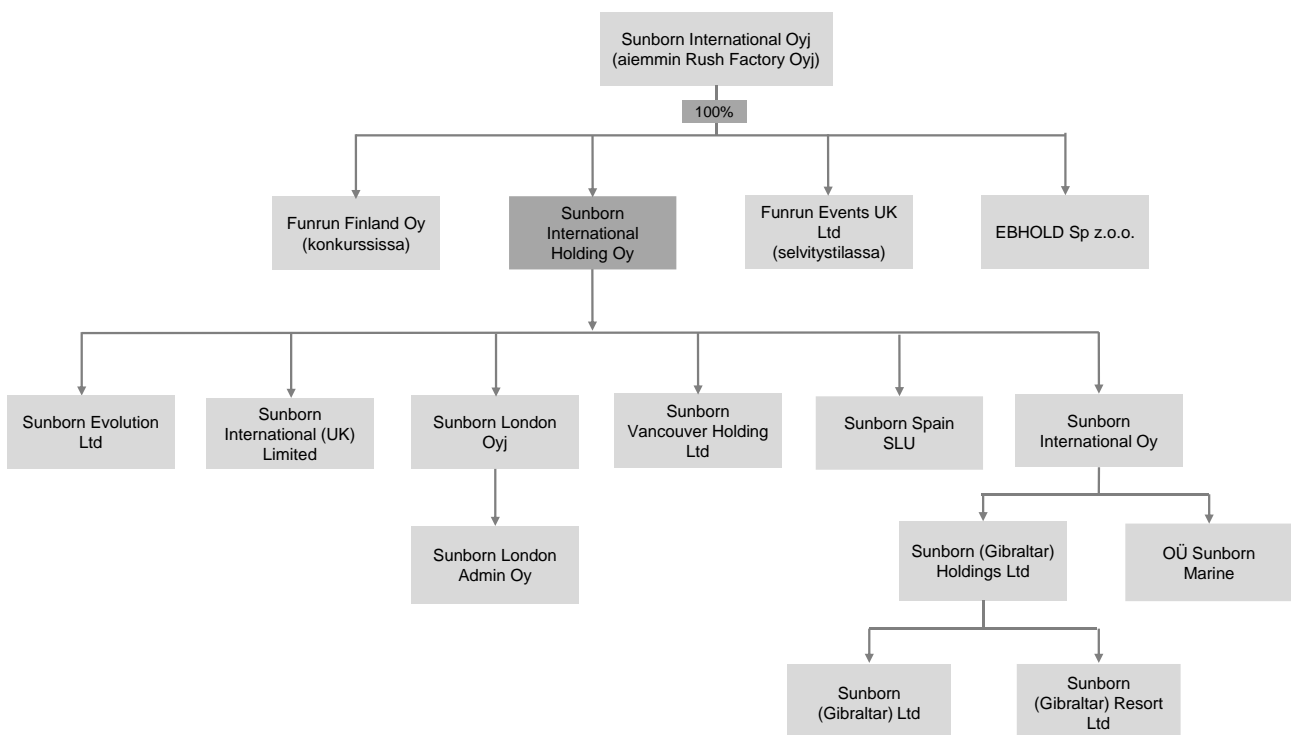 Sunborn International Oyj
(aiemmin Rush Factory Oyj)
100%
Funrun Finland Oy
(konkurssissa)
Sunborn
International
Holding Oy
Funrun Events UK
Ltd
(selvitystilassa)
EBHOLD Sp z.o.o.
Sunborn Evolution
Ltd
Sunborn
International (UK)
Limited
Sunborn London
Oyj
Sunborn
Vancouver Holding
Ltd
Sunborn Spain
SLU
Sunborn
International Oy
Sunborn London
Admin Oy
Sunborn (Gibraltar)
Holdings Ltd
OÜ Sunborn
Marine
Sunborn
(Gibraltar) Ltd
Sunborn
(Gibraltar) Resort
Ltd